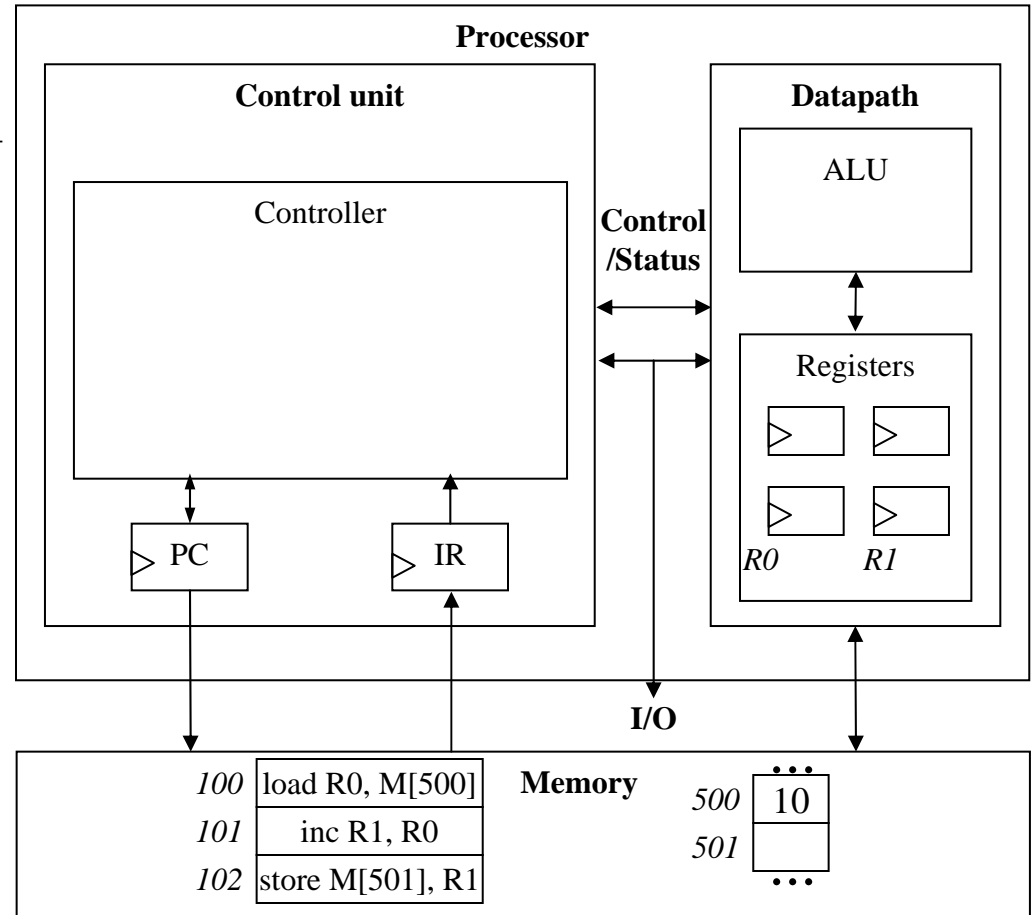 Processor
Control unit
Datapath
ALU
Controller
Control
/Status
Registers
PC
IR
R0
R1
I/O
Memory
100
load R0, M[500]
101
inc R1, R0
102
store M[501], R1
...
500
10
501
...